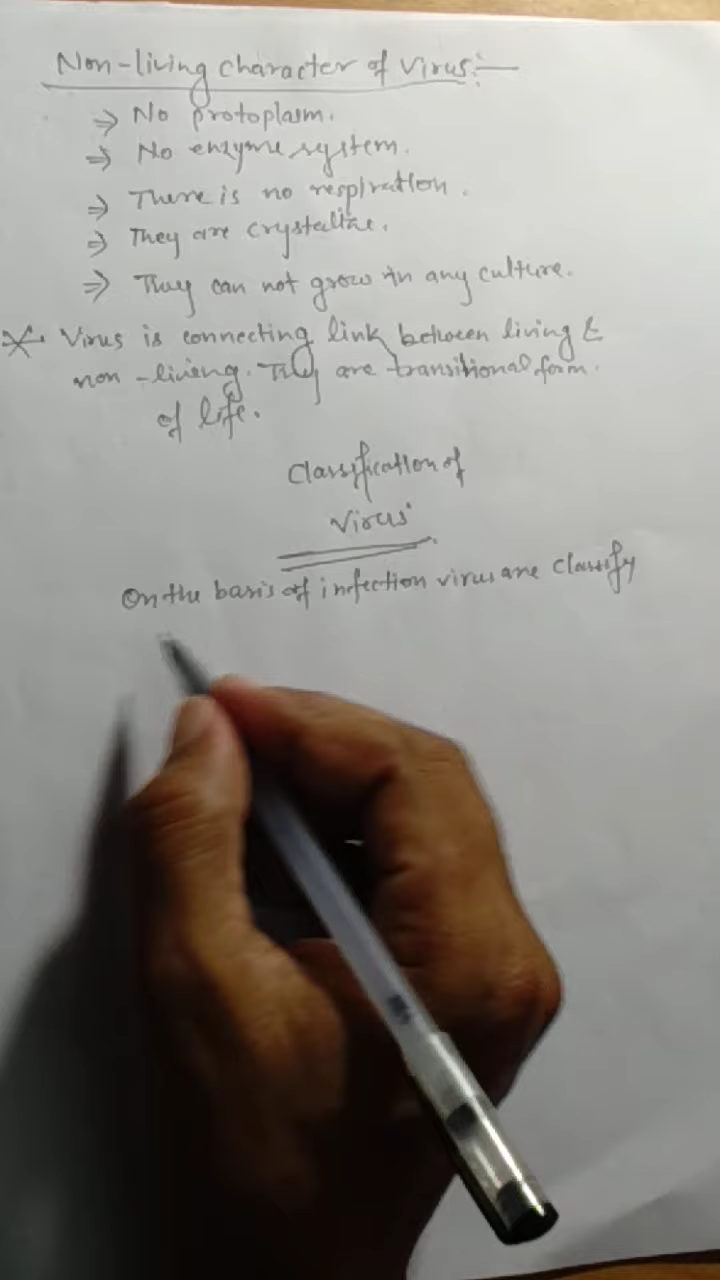 Non-living character of Virus:-
⇒ No protoplasm.
⇒ No enzyme system.
⇒ There is no respiration.
⇒ They are crystallize.
⇒ They can not grow in any culture.
* Virus is connecting link between living &
non-living. They are transitional form.
of life.
Classification of
Virus
On the basis of infection virus are classify